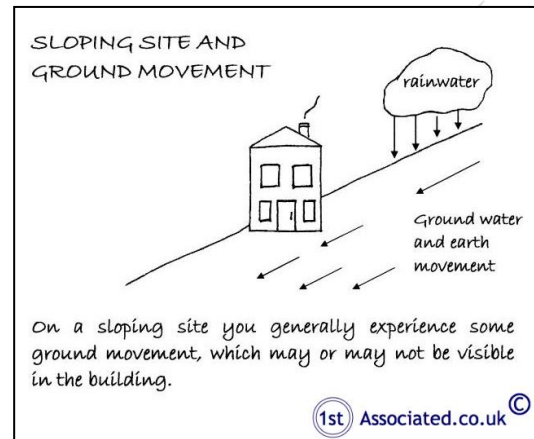 SLOPING SITE AND
GROUND MOVEMENT
rainwater
Ground water
and earth
movement
On a sloping site you generally experience some
ground movement, which may or may not be visible
in the building.
1st Associated.co.uk ©